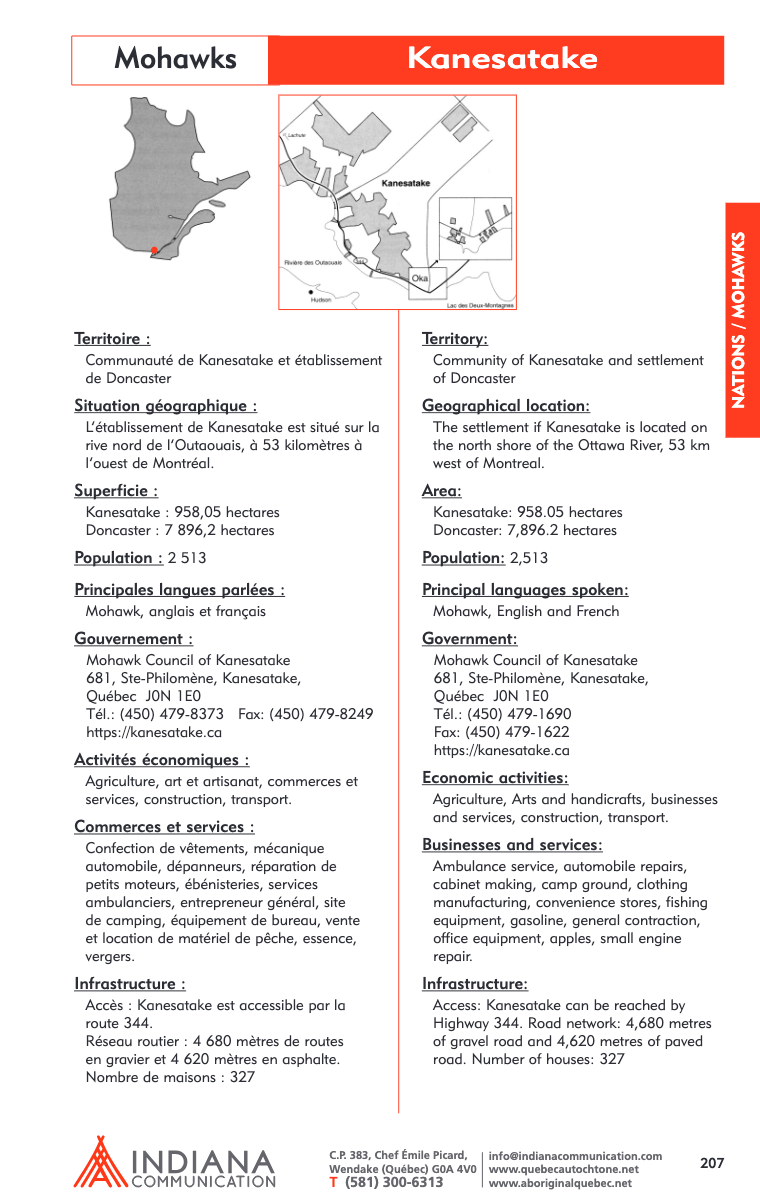 Mohawks
Kanesatake
Lachute
Kanesatake
Rivière des Outaouais
Oka
Hudson
Lac des Deux-Montagnes
NATIONS / MOHAWKS
Territoire :
Communauté de Kanesatake et établissement
de Doncaster
Situation géographique :
L’établissement de Kanesatake est situé sur la
rive nord de l’Outaouais, à 53 kilomètres à
l’ouest de Montréal.
Superficie :
Kanesatake : 958,05 hectares
Doncaster : 7 896,2 hectares
Population : 2 513
Principales langues parlées :
Mohawk, anglais et français
Gouvernement :
Mohawk Council of Kanesatake
681, Ste-Philomène, Kanesatake,
Québec  J0N 1E0
Tél.: (450) 479-8373   Fax: (450) 479-8249
https://kanesatake.ca
Activités économiques :
Agriculture, art et artisanat, commerces et
services, construction, transport.
Commerces et services :
Confection de vêtements, mécanique
automobile, dépanneurs, réparation de
petits moteurs, ébénisteries, services
ambulanciers, entrepreneur général, site
de camping, équipement de bureau, vente
et location de matériel de pêche, essence,
vergers.
Infrastructure :
Accès : Kanesatake est accessible par la
route 344.
Réseau routier : 4 680 mètres de routes
en gravier et 4 620 mètres en asphalte.
Nombre de maisons : 327
Territory:
Community of Kanesatake and settlement
of Doncaster
Geographical location:
The settlement if Kanesatake is located on
the north shore of the Ottawa River, 53 km
west of Montreal.
Area:
Kanesatake: 958.05 hectares
Doncaster: 7,896.2 hectares
Population: 2,513
Principal languages spoken:
Mohawk, English and French
Government:
Mohawk Council of Kanesatake
681, Ste-Philomène, Kanesatake,
Québec  J0N 1E0
Tél.: (450) 479-1690
Fax: (450) 479-1622
https://kanesatake.ca
Economic activities:
Agriculture, Arts and handicrafts, businesses
and services, construction, transport.
Businesses and services:
Ambulance service, automobile repairs,
cabinet making, camp ground, clothing
manufacturing, convenience stores, fishing
equipment, gasoline, general contraction,
office equipment, apples, small engine
repair.
Infrastructure:
Access: Kanesatake can be reached by
Highway 344. Road network: 4,680 metres
of gravel road and 4,620 metres of paved
road. Number of houses: 327
INDIANA
COMMUNICATION
C.P. 383, Chef Émile Picard,
Wendake (Québec) G0A 4V0
T (581) 300-6313
info@indianacommunication.com
www.quebecautochtone.net
www.aboriginalquebec.net
207